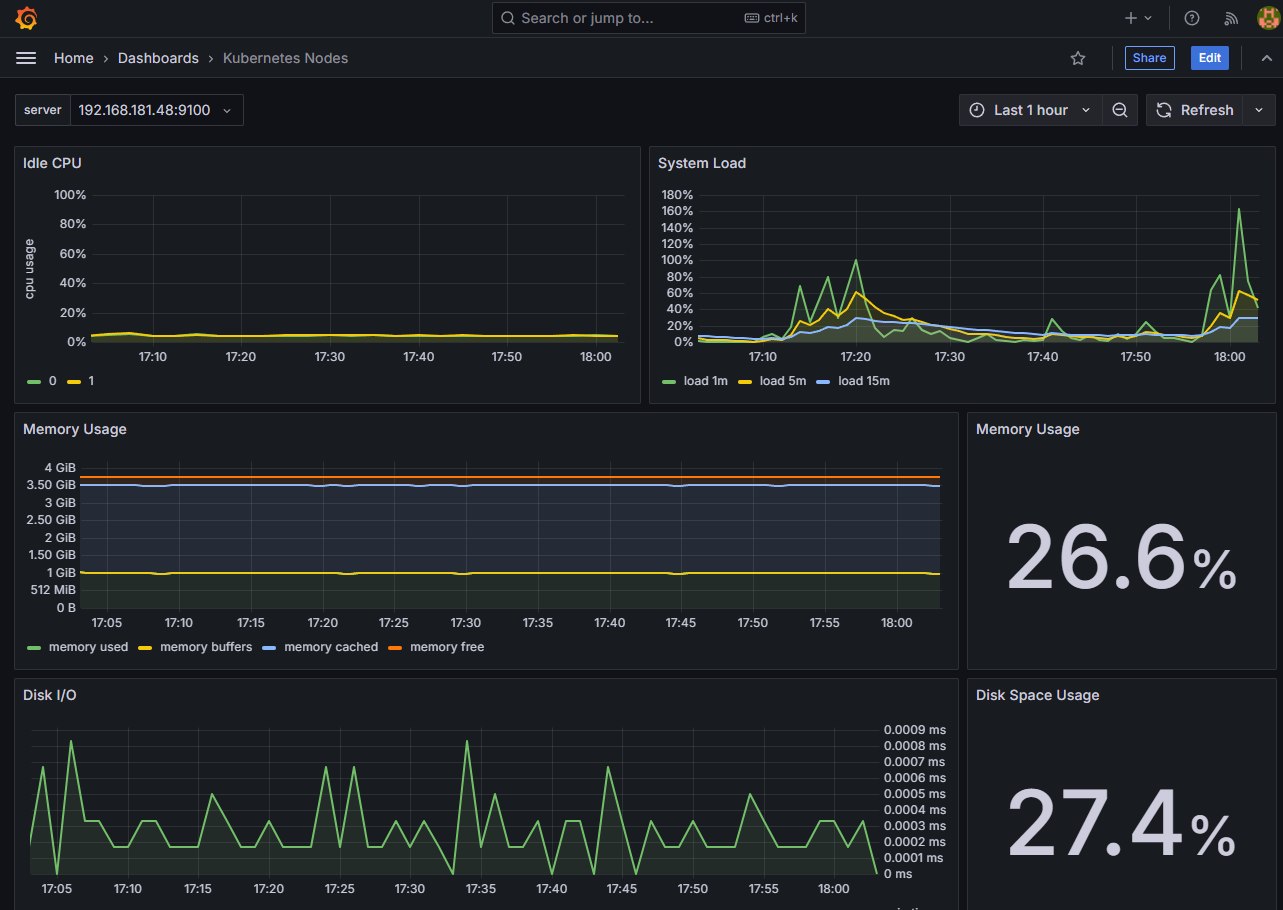 Search or jump to... ctrl+k
Home › Dashboards › Kubernetes Nodes
Share Edit
server 192.168.181.48:9100
Last 1 hour Refresh
Idle CPU
cpu usage
100%
80%
60%
40%
20%
0%
17:10 17:20 17:30 17:40 17:50 18:00
0 1
System Load
180%
160%
140%
120%
100%
80%
60%
40%
20%
0%
17:10 17:20 17:30 17:40 17:50 18:00
load 1m load 5m load 15m
Memory Usage
4 GiB
3.50 GiB
3 GiB
2.50 GiB
2 GiB
1.50 GiB
1 GiB
512 MiB
0 B
17:05 17:10 17:15 17:20 17:25 17:30 17:35 17:40 17:45 17:50 17:55 18:00
memory used memory buffers memory cached memory free
Memory Usage
26.6%
Disk I/O
0.0009 ms
0.0008 ms
0.0007 ms
0.0006 ms
0.0005 ms
0.0004 ms
0.0003 ms
0.0002 ms
0.0001 ms
0 ms
17:05 17:10 17:15 17:20 17:25 17:30 17:35 17:40 17:45 17:50 17:55 18:00
Disk Space Usage
27.4%